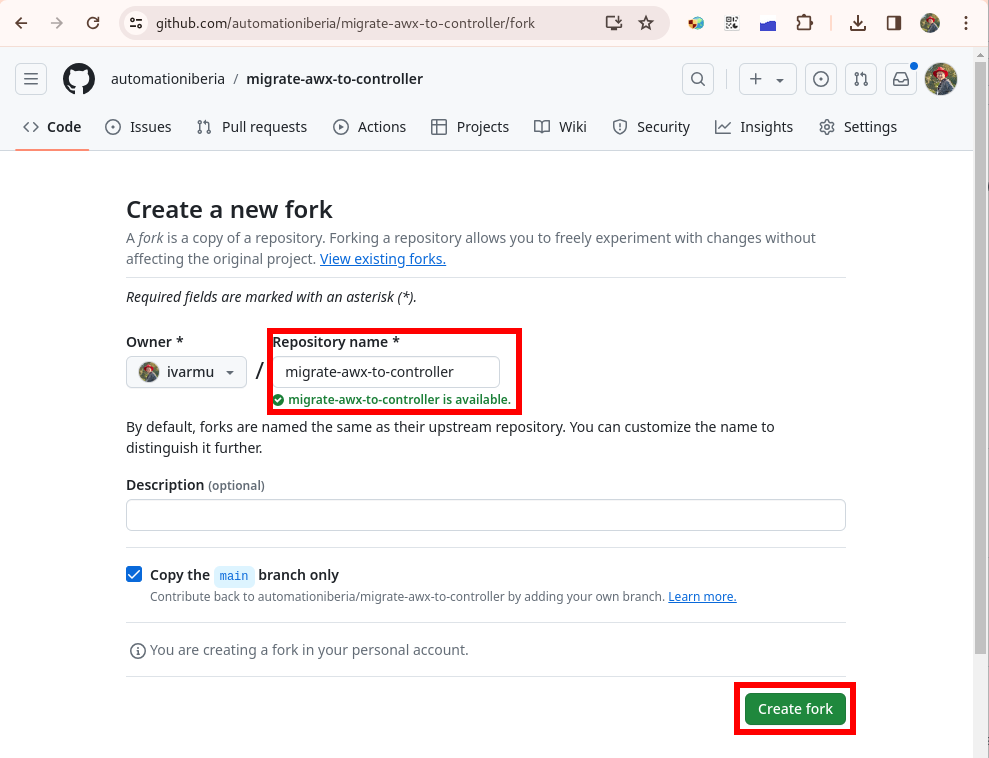 github.com/automationiberia/migrate-awx-to-controller/fork
automationiberia / migrate-awx-to-controller
Code Issues Pull requests Actions Projects Wiki Security Insights Settings
Create a new fork
A fork is a copy of a repository. Forking a repository allows you to freely experiment with changes without
affecting the original project. View existing forks.
Required fields are marked with an asterisk (*).
Owner * Repository name *
ivarmu / migrate-awx-to-controller
migrate-awx-to-controller is available.
By default, forks are named the same as their upstream repository. You can customize the name to
distinguish it further.
Description (optional)
Copy the main branch only
Contribute back to automationiberia/migrate-awx-to-controller by adding your own branch. Learn more.
You are creating a fork in your personal account.
Create fork